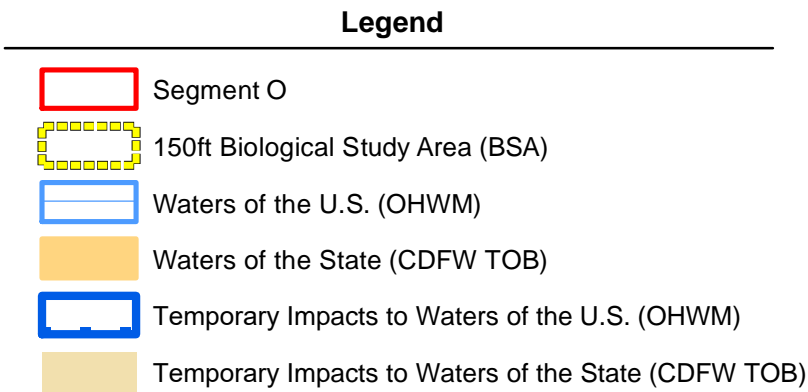 Legend
Segment O
150ft Biological Study Area (BSA)
Waters of the U.S. (OHWM)
Waters of the State (CDFW TOB)
Temporary Impacts to Waters of the U.S. (OHWM)
Temporary Impacts to Waters of the State (CDFW TOB)